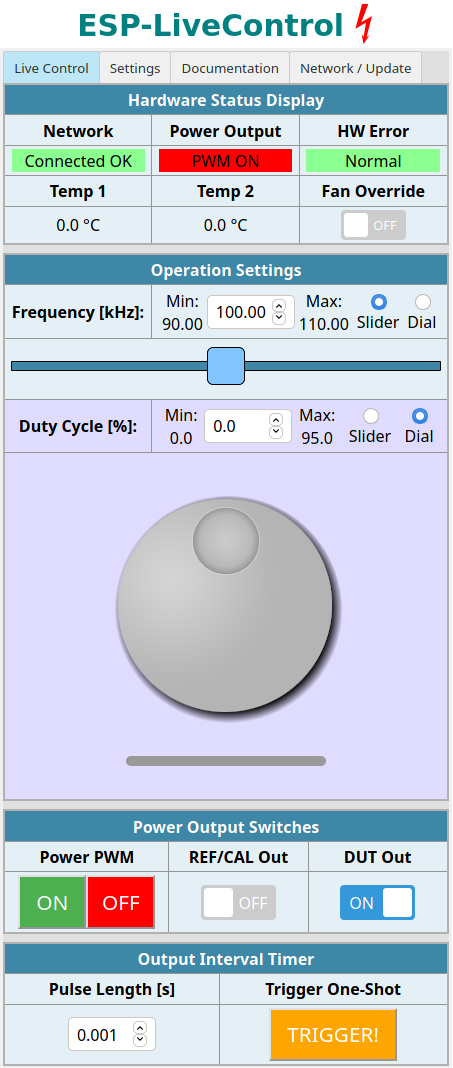 ESP-LiveControl
Live Control Settings Documentation Network / Update
Hardware Status Display
Network Power Output HW Error
Connected OK PWM ON Normal
Temp 1 Temp 2 Fan Override
0.0 °C 0.0 °C OFF
Operation Settings
Frequency [kHz]: Min: 90.00 100.00 Max: 110.00 Slider Dial
Duty Cycle [%]: Min: 0.0 0.0 Max: 95.0 Slider Dial
Power Output Switches
Power PWM REF/CAL Out DUT Out
ON OFF OFF ON
Output Interval Timer
Pulse Length [s] Trigger One-Shot
0.001 TRIGGER!